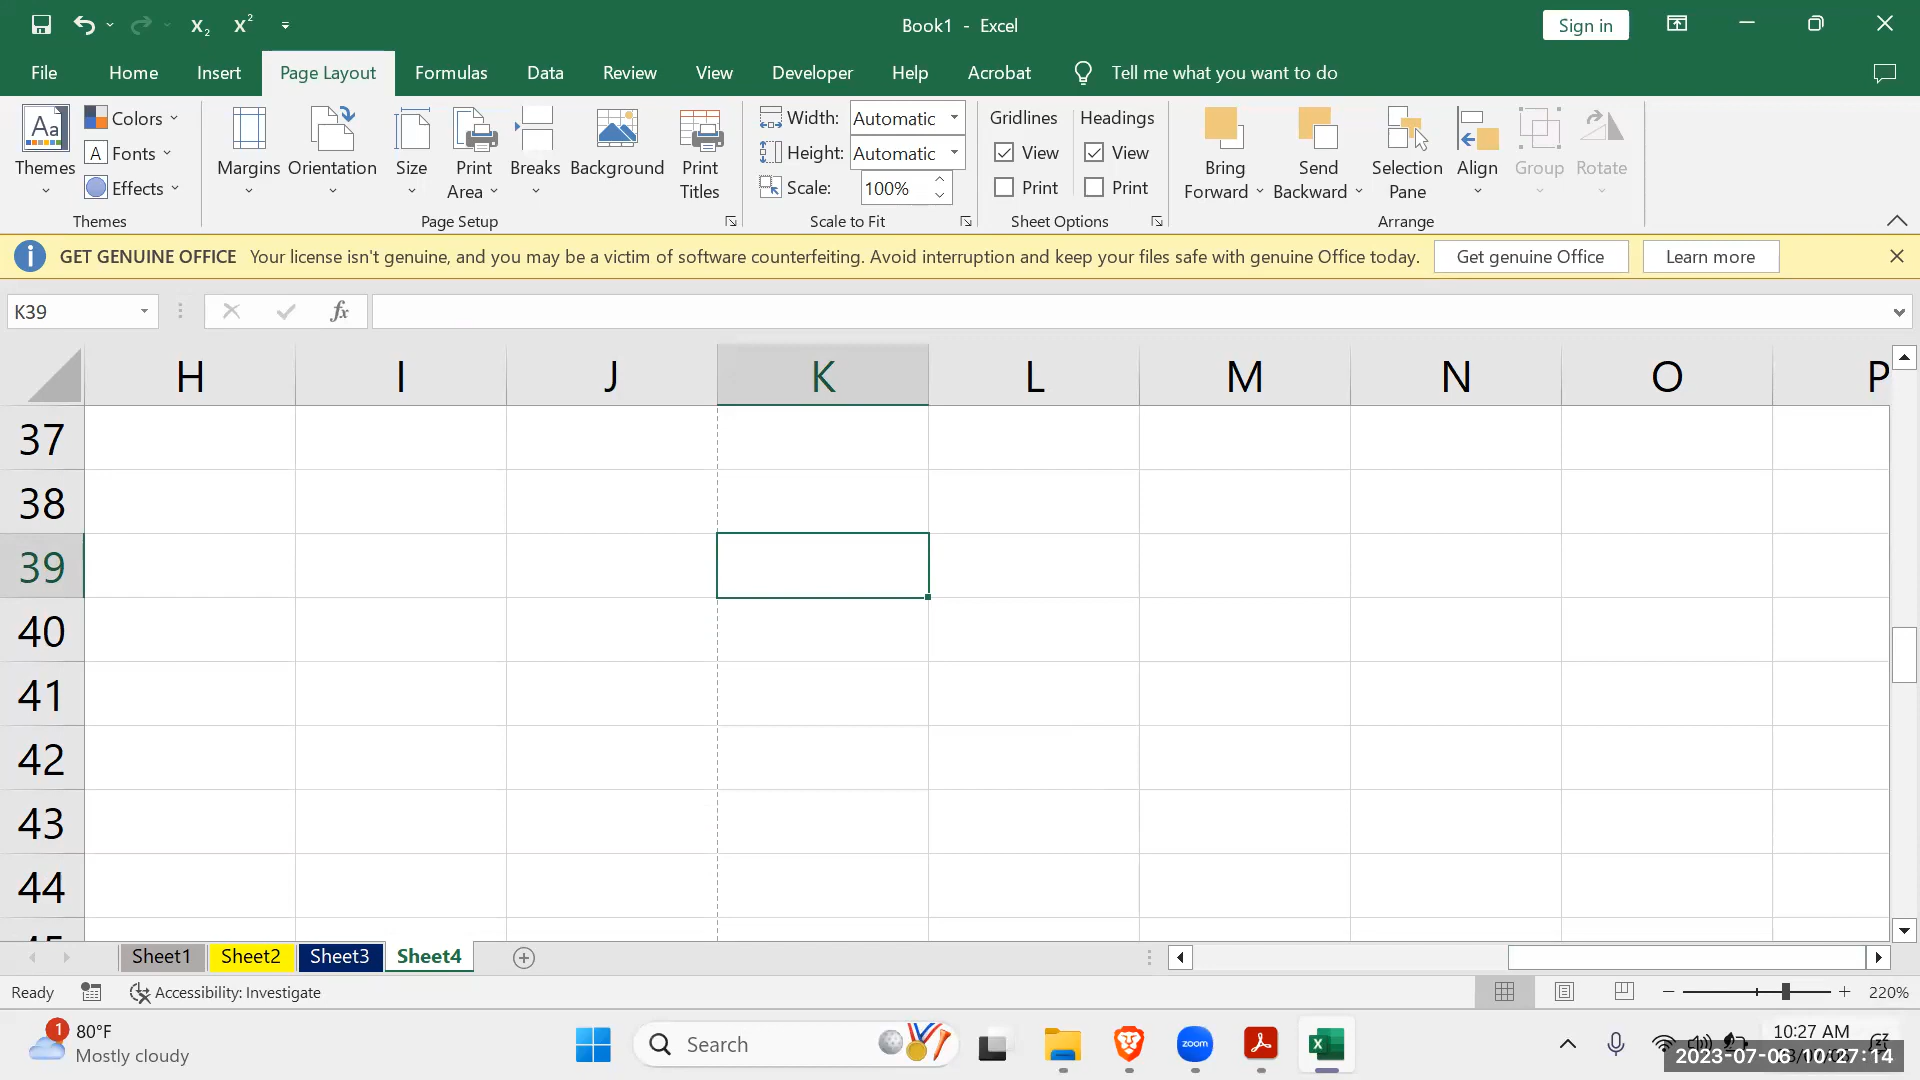 X₂ X² Book1 - Excel Sign in
File Home Insert Page Layout Formulas Data Review View Developer Help Acrobat Tell me what you want to do
Aa Colors Width: Automatic Gridlines Headings
A Fonts Height: Automatic View View
Themes Effects Margins Orientation Size Print Area Breaks Background Print Titles Scale: 100% Print Print Bring Forward Send Backward Selection Pane Align Group Rotate
Themes Page Setup Scale to Fit Sheet Options Arrange
i GET GENUINE OFFICE Your license isn't genuine, and you may be a victim of software counterfeiting. Avoid interruption and keep your files safe with genuine Office today. Get genuine Office Learn more
K39 fx
H I J K L M N O P
37
38
39
40
41
42
43
44
45
Sheet1 Sheet2 Sheet3 Sheet4
Ready Accessibility: Investigate 220%
1 80°F
Mostly cloudy
Search
zoom
10:27 AM
2023-07-06 10:27:14